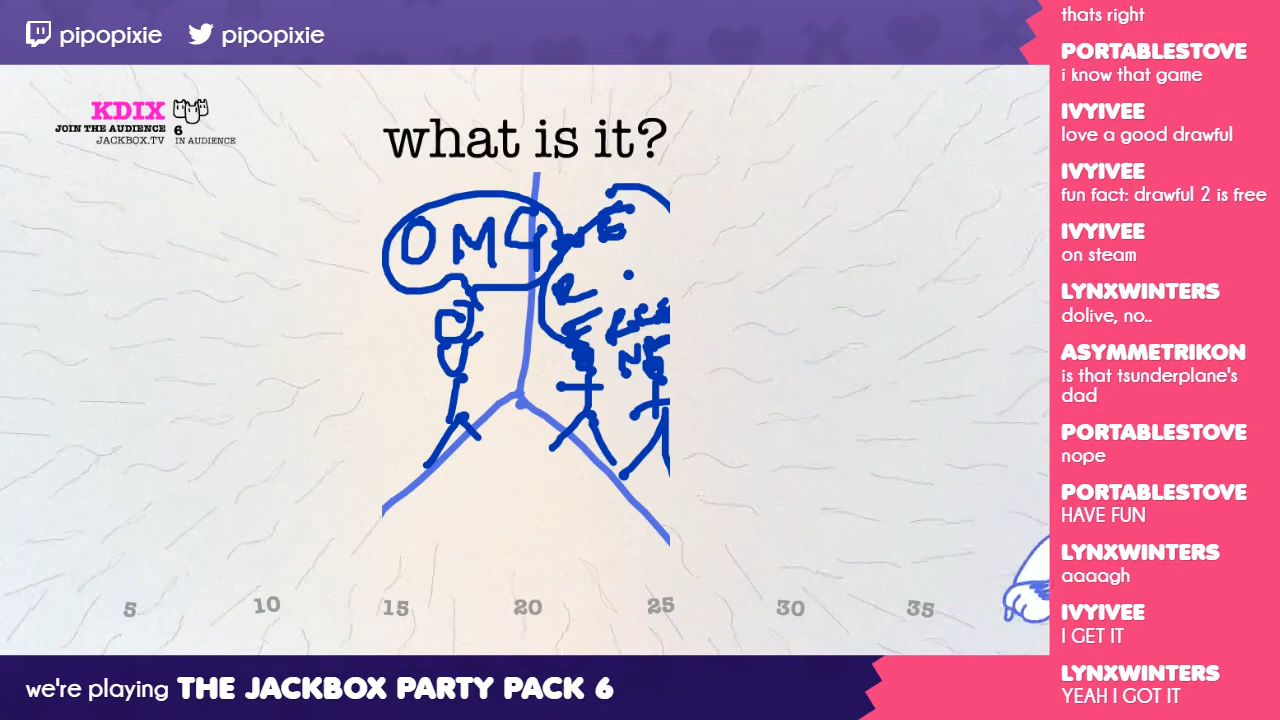 pipopixie pipopixie
KDIX
JOIN THE AUDIENCE
JACKBOX.TV
6
IN AUDIENCE
what is it?
OMG
5 10 15 20 25 30 35
we're playing THE JACKBOX PARTY PACK 6
thats right
PORTABLESTOVE
i know that game
IVYIVEE
love a good drawful
IVYIVEE
fun fact: drawful 2 is free
IVYIVEE
on steam
LYNXWINTERS
dolive, no..
ASYMMETRIKON
is that tsunderplane's
dad
PORTABLESTOVE
nope
PORTABLESTOVE
HAVE FUN
LYNXWINTERS
aaaagh
IVYIVEE
I GET IT
LYNXWINTERS
YEAH I GOT IT